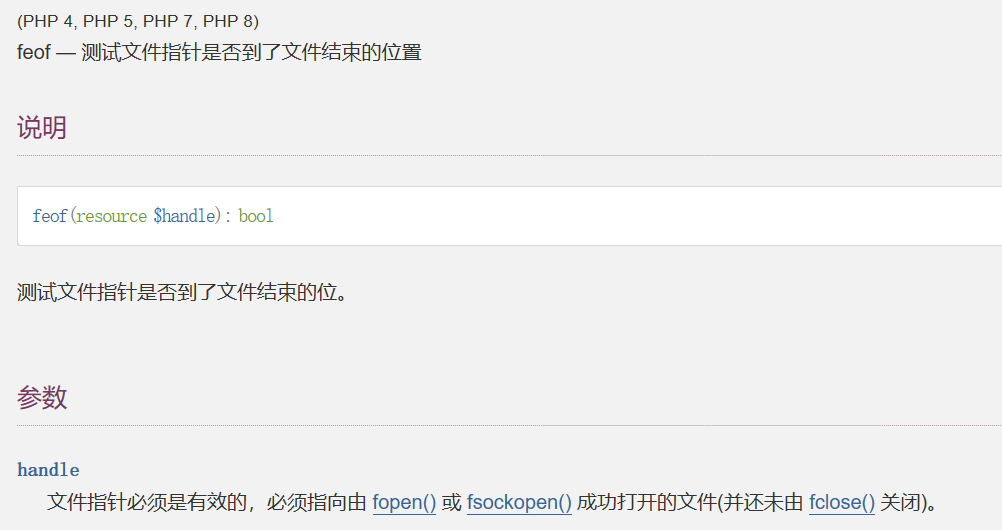 (PHP 4, PHP 5, PHP 7, PHP 8)
feof — 测试文件指针是否到了文件结束的位置
说明
feof(resource $handle): bool
测试文件指针是否到了文件结束的位。
参数
handle
文件指针必须是有效的，必须指向由 fopen() 或 fsockopen() 成功打开的文件(并还未由 fclose() 关闭)。